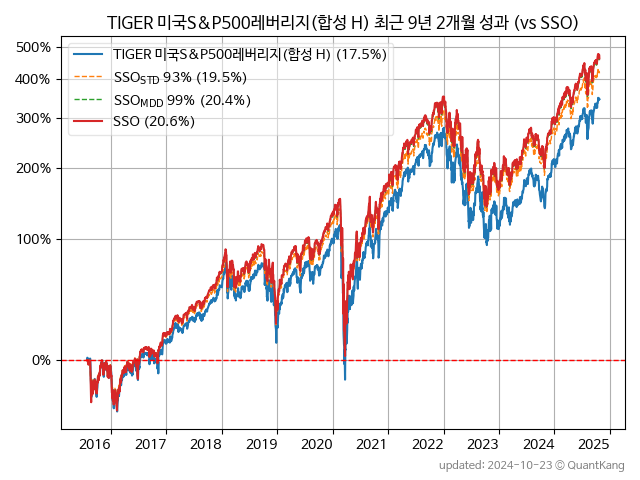 TIGER 미국S&P500레버리지(합성 H) 최근 9년 2개월 성과 (vs SSO)
500%
400%
300%
200%
100%
0%
TIGER 미국S&P500레버리지(합성 H) (17.5%)
SSOSTD 93% (19.5%)
SSOMDD 99% (20.4%)
SSO (20.6%)
2016 2017 2018 2019 2020 2021 2022 2023 2024 2025
updated: 2024-10-23 © QuantKang